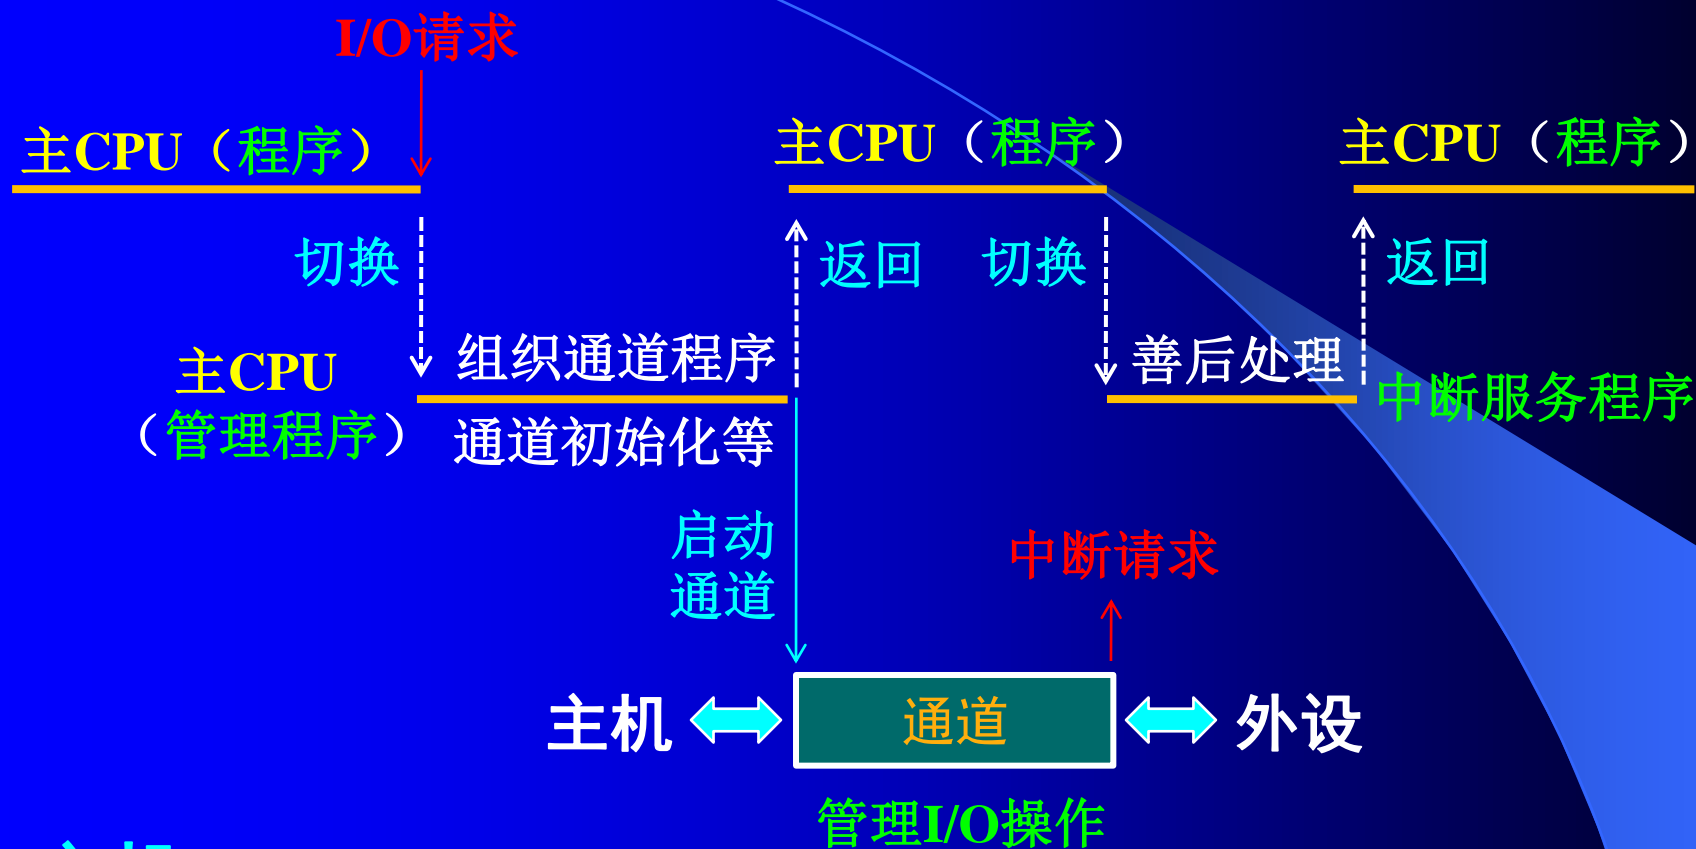 I/O请求
主CPU（程序）
主CPU（程序）
主CPU（程序）
切换
返回
切换
返回
主CPU
（管理程序）
组织通道程序
通道初始化等
善后处理
中断服务程序
启动
通道
中断请求
主机
通道
外设
管理I/O操作